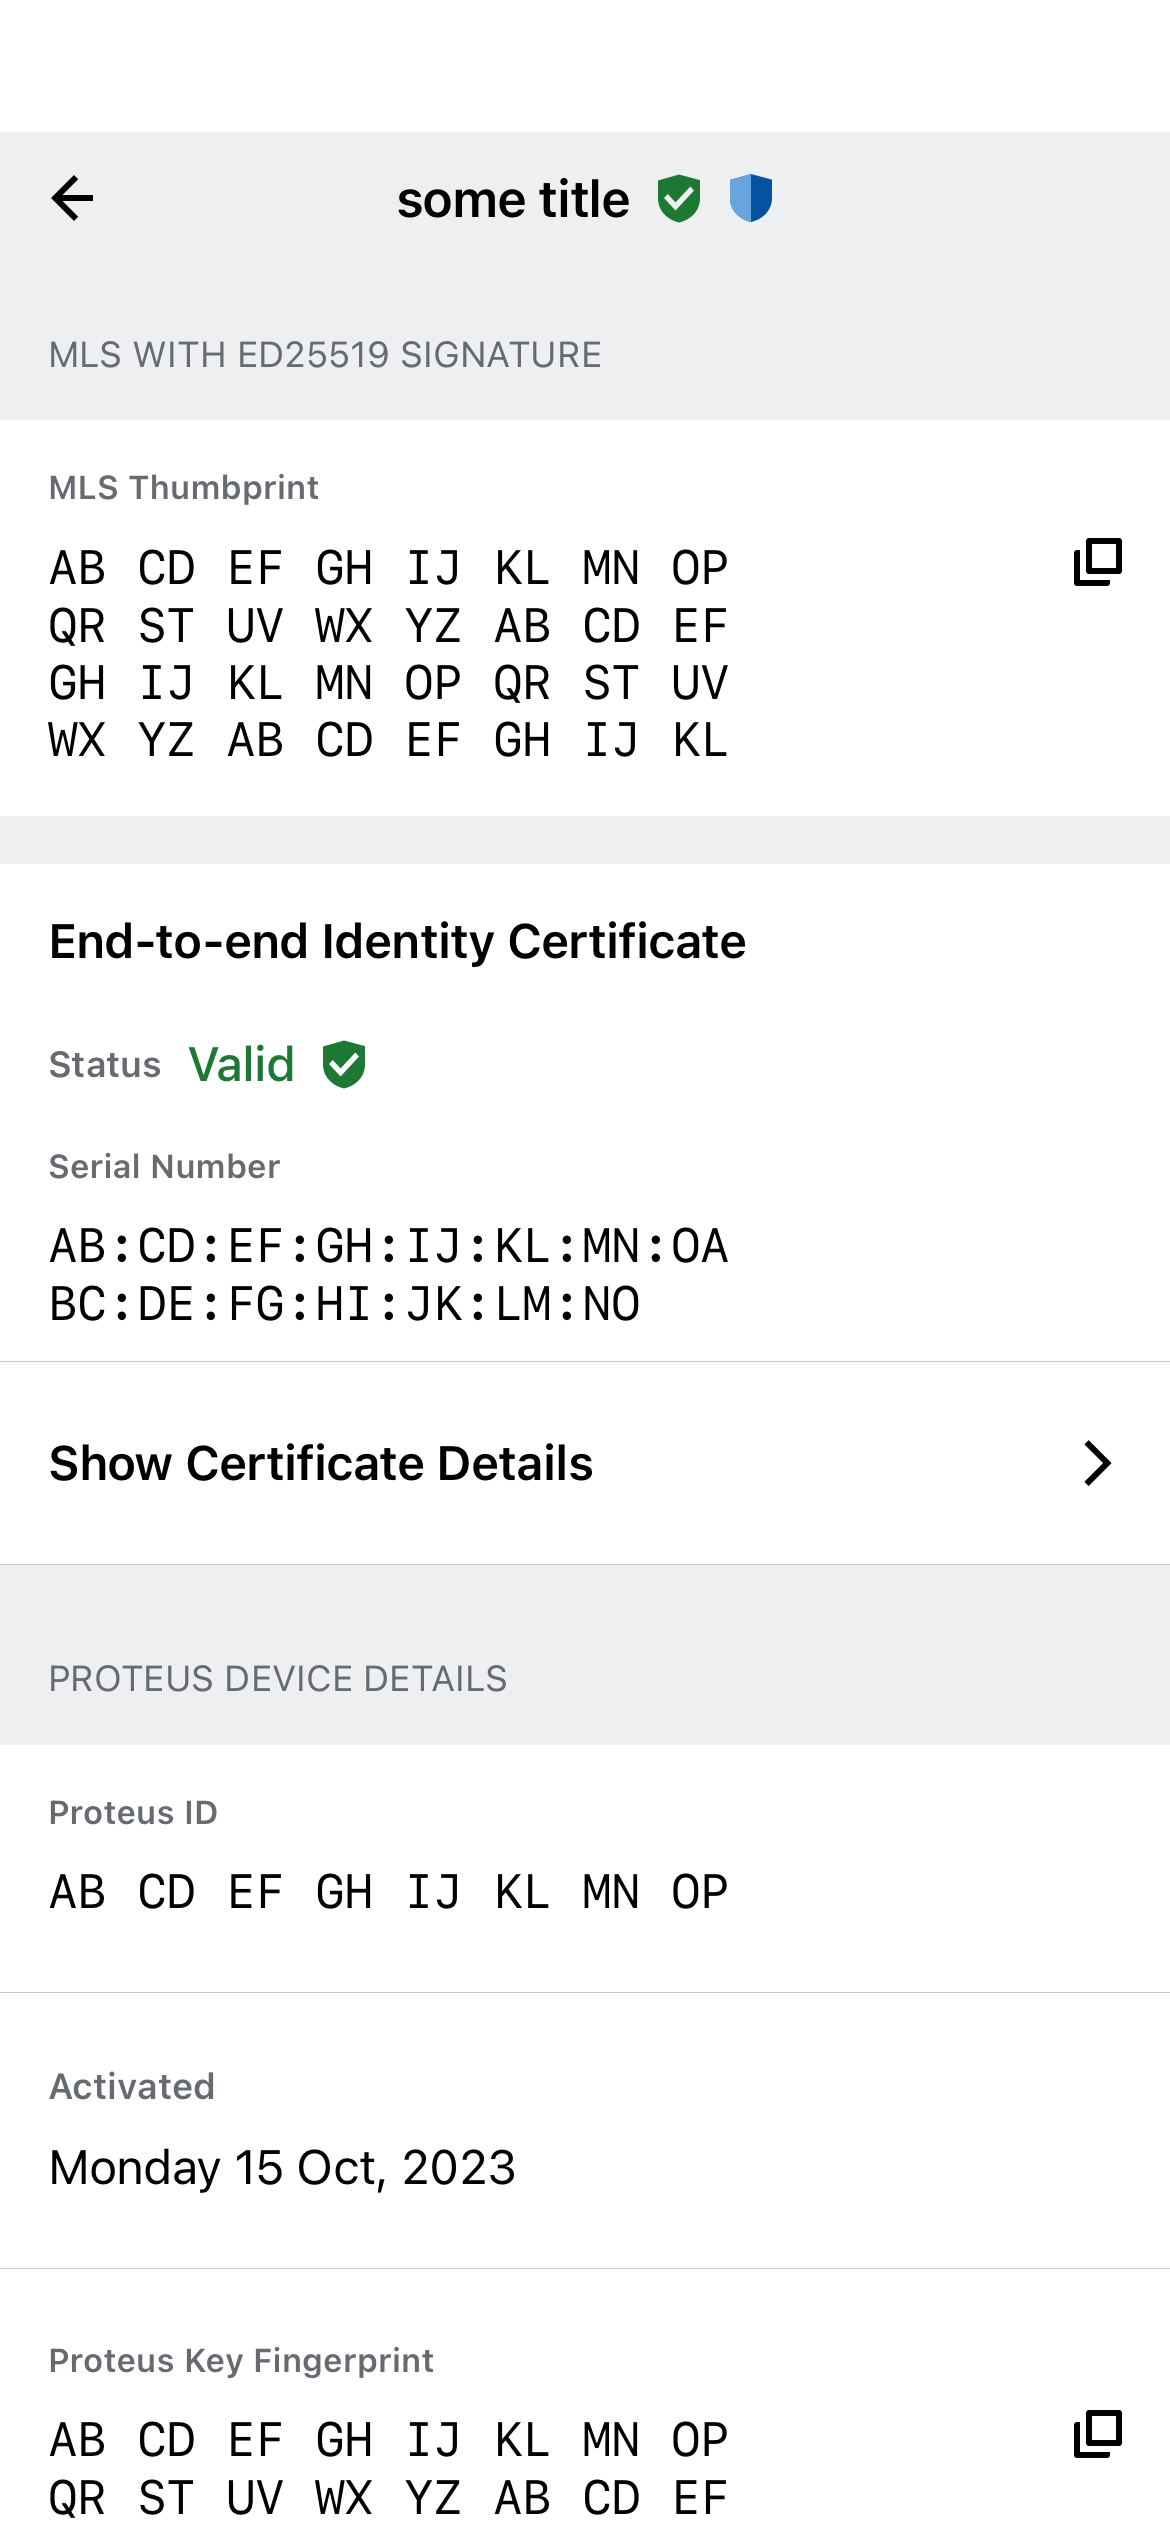 some title
MLS WITH ED25519 SIGNATURE
MLS Thumbprint
AB CD EF GH IJ KL MN OP
QR ST UV WX YZ AB CD EF
GH IJ KL MN OP QR ST UV
WX YZ AB CD EF GH IJ KL
End-to-end Identity Certificate
Status Valid
Serial Number
AB:CD:EF:GH:IJ:KL:MN:OA
BC:DE:FG:HI:JK:LM:NO
Show Certificate Details
PROTEUS DEVICE DETAILS
Proteus ID
AB CD EF GH IJ KL MN OP
Activated
Monday 15 Oct, 2023
Proteus Key Fingerprint
AB CD EF GH IJ KL MN OP
QR ST UV WX YZ AB CD EF